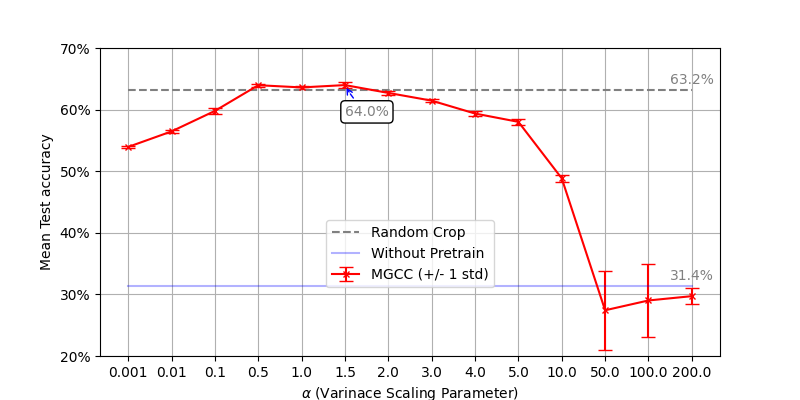 70%
60%
50%
40%
30%
20%
Mean Test accuracy
63.2%
64.0%
31.4%
Random Crop
Without Pretrain
MGCC (+/- 1 std)
0.001 0.01 0.1 0.5 1.0 1.5 2.0 3.0 4.0 5.0 10.0 50.0 100.0 200.0
α (Varinace Scaling Parameter)